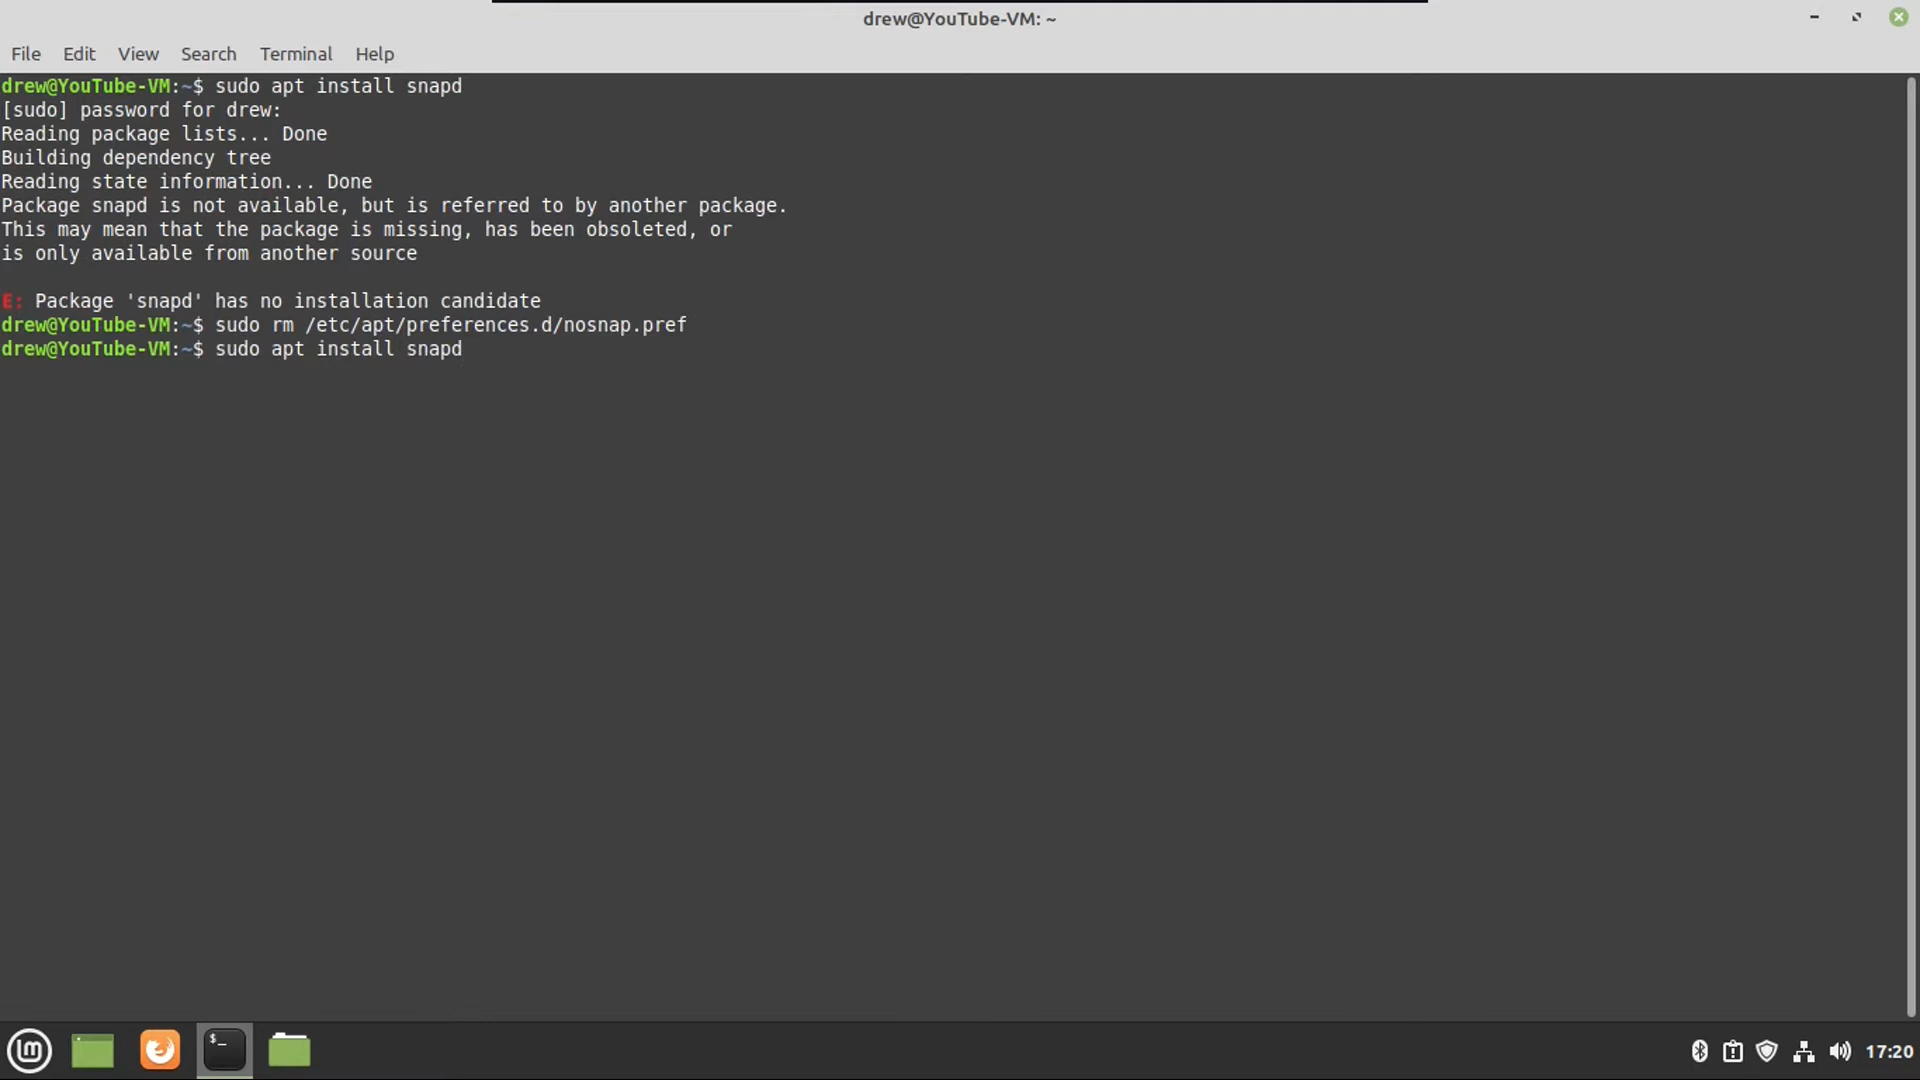 drew@YouTube-VM: ~
File Edit View Search Terminal Help
drew@YouTube-VM:~$ sudo apt install snapd
[sudo] password for drew:
Reading package lists... Done
Building dependency tree
Reading state information... Done
Package snapd is not available, but is referred to by another package.
This may mean that the package is missing, has been obsoleted, or
is only available from another source
E: Package 'snapd' has no installation candidate
drew@YouTube-VM:~$ sudo rm /etc/apt/preferences.d/nosnap.pref
drew@YouTube-VM:~$ sudo apt install snapd
lm
$_
17:20